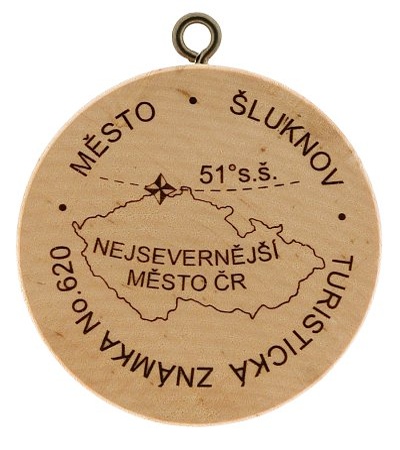 MĚSTO • ŠLUKNOV
51°s.š.
NEJSEVERNĚJŠÍ
MĚSTO ČR
TURISTICKÁ ZNÁMKA No.620